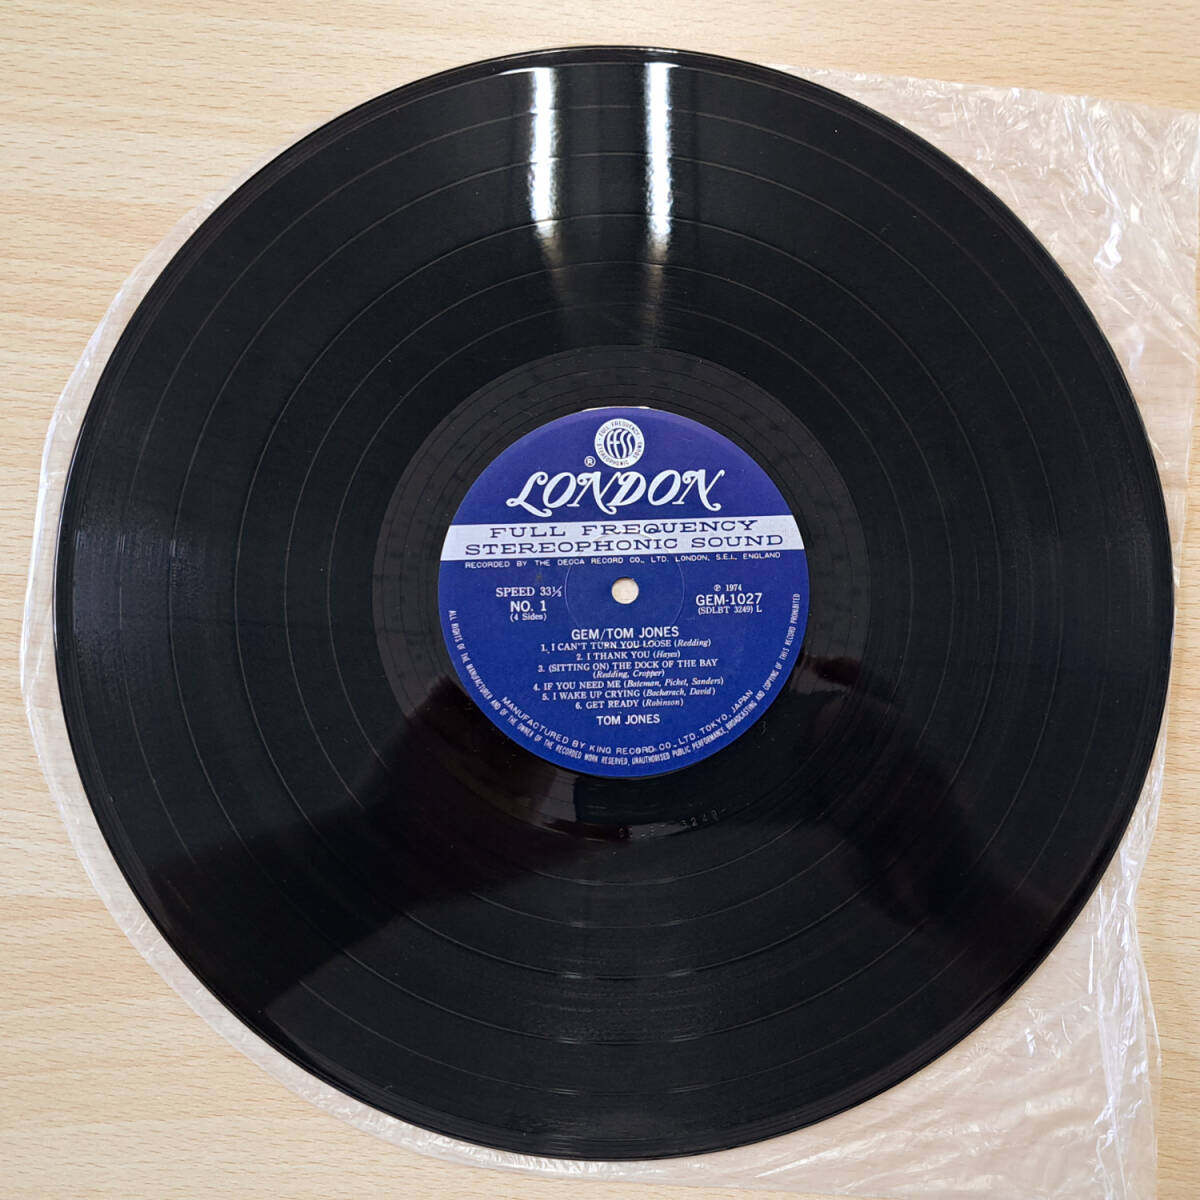 FULL FREQUENCY
ffss
STEREOPHONIC SOUND
®
LONDON
FULL FREQUENCY
STEREOPHONIC SOUND
RECORDED BY THE DECCA RECORD CO., LTD. LONDON, S.E.I., ENGLAND
SPEED 33⅓
NO. 1
(4 Sides)
℗ 1974
GEM-1027
(SDLBT 3249) L
GEM/TOM JONES
1. I CAN'T TURN YOU LOOSE (Redding)
2. I THANK YOU (Hayes)
3. (SITTING ON) THE DOCK OF THE BAY
(Redding, Cropper)
4. IF YOU NEED ME (Bateman, Picket, Sanders)
5. I WAKE UP CRYING (Bacharach, David)
6. GET READY (Robinson)
TOM JONES
MANUFACTURED BY KING RECORD CO., LTD. TOKYO, JAPAN
ALL RIGHTS OF THE MANUFACTURER AND OF THE OWNER OF THE RECORDED WORK RESERVED, UNAUTHORISED PUBLIC PERFORMANCE, BROADCASTING AND COPYING OF THIS RECORD PROHIBITED